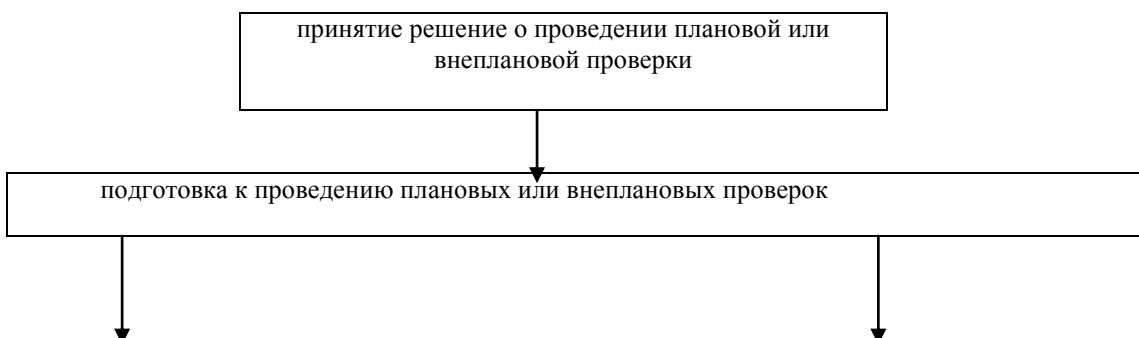 принятие решение о проведении плановой или
внеплановой проверки
подготовка к проведению плановых или внеплановых проверок